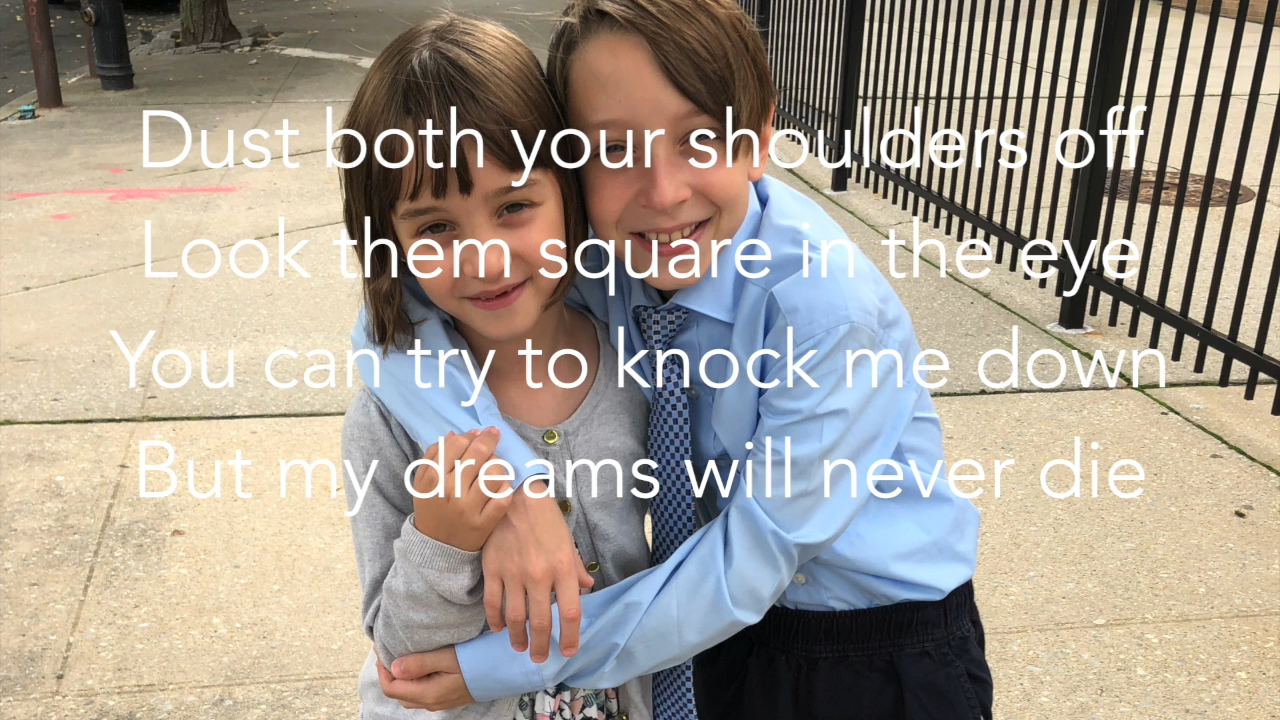 Dust both your shoulders off
Look them square in the eye
You can try to knock me down
But my dreams will never die